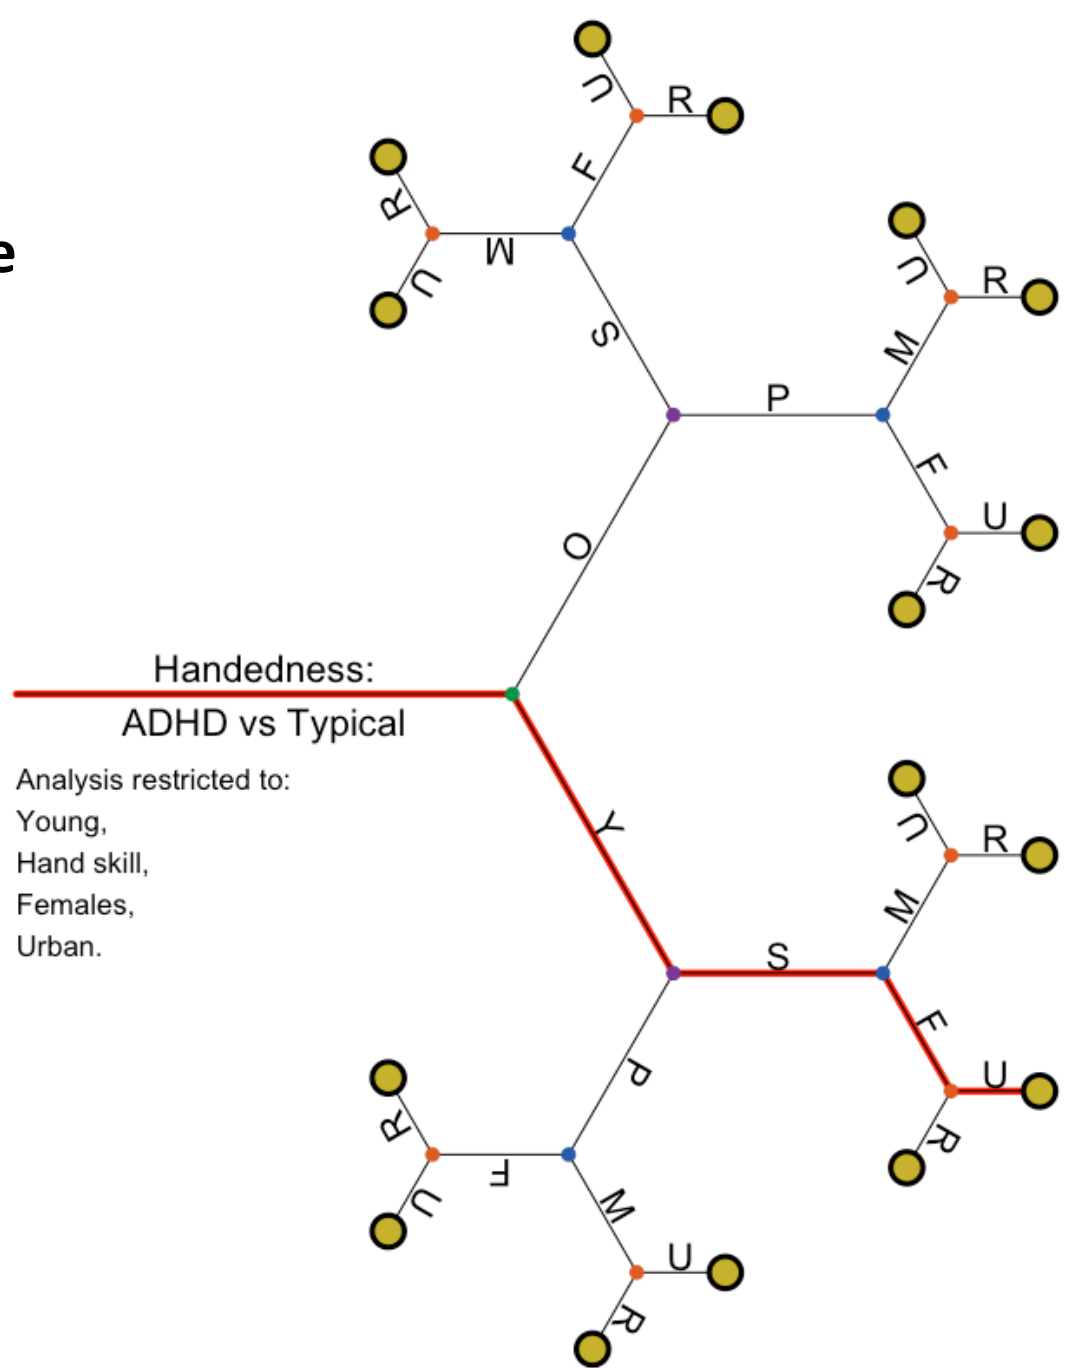 U
R
F
R
M
U
e
S
U
R
M
P
F
U
R
O
Handedness:
ADHD vs Typical
Analysis restricted to:
Young,
Hand skill,
Females,
Urban.
Y
U
R
M
S
F
U
R
P
R
F
U
M
U
R